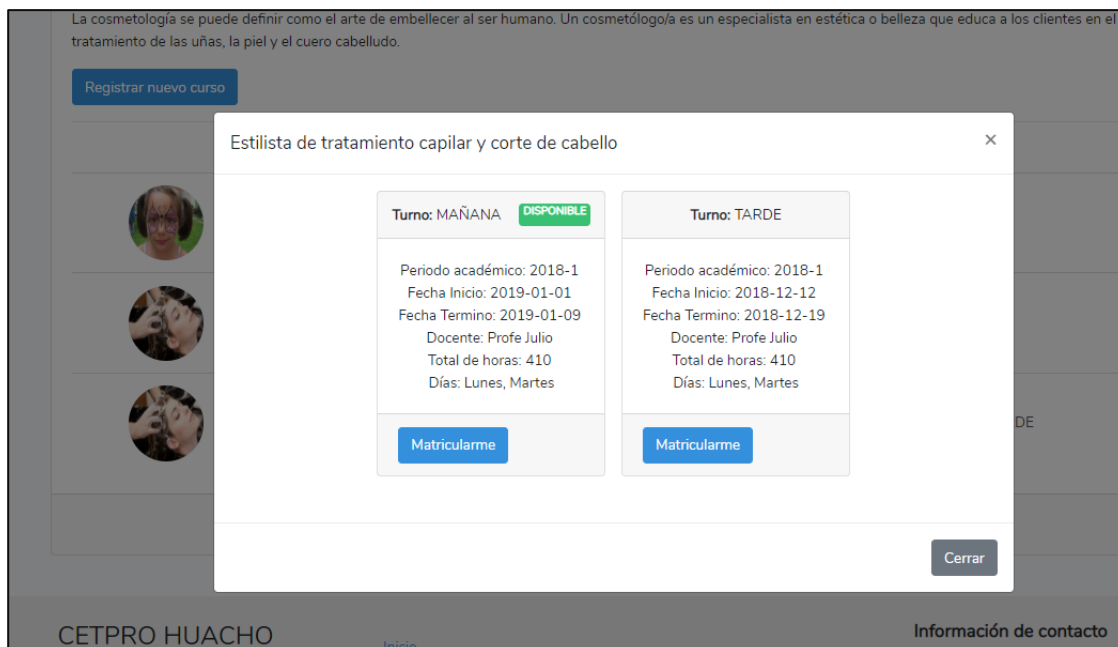 La cosmetología se puede definir como el arte de embellecer al ser humano. Un cosmetólogo/a es un especialista en estética o belleza que educa a los clientes en el
tratamiento de las uñas, la piel y el cuero cabelludo.
Registrar nuevo curso
Estilista de tratamiento capilar y corte de cabello ×
Turno: MAÑANA DISPONIBLE
Periodo académico: 2018-1
Fecha Inicio: 2019-01-01
Fecha Termino: 2019-01-09
Docente: Profe Julio
Total de horas: 410
Días: Lunes, Martes
Matricularme
Turno: TARDE
Periodo académico: 2018-1
Fecha Inicio: 2018-12-12
Fecha Termino: 2018-12-19
Docente: Profe Julio
Total de horas: 410
Días: Lunes, Martes
Matricularme
DE
Cerrar
CETPRO HUACHO
Inicio
Información de contacto